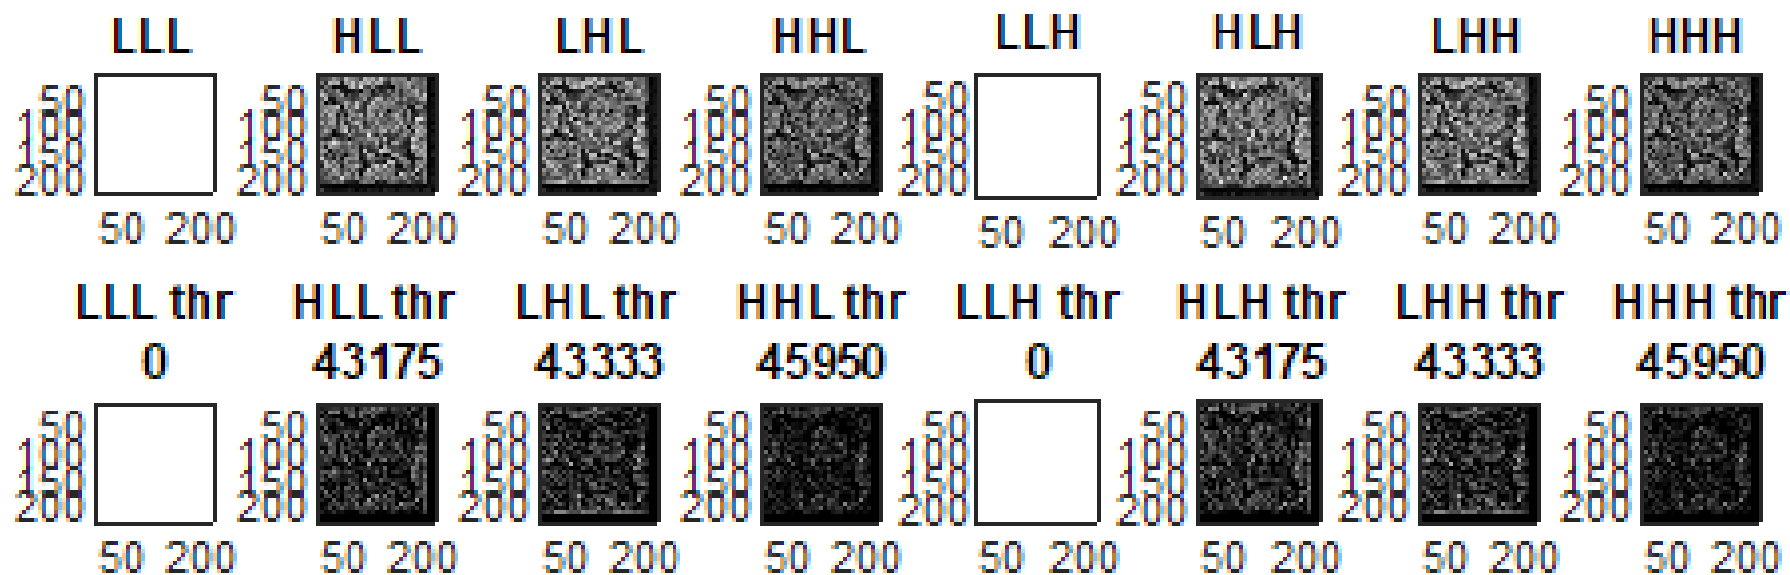 LLL HLL LHL HHL LLH HLH LHH HHH
50 50 50 50 50 50 50 50
100 100 100 100 100 100 100 100
150 150 150 150 150 150 150 150
200 200 200 200 200 200 200 200
50 200 50 200 50 200 50 200 50 200 50 200 50 200 50 200
LLL thr HLL thr LHL thr HHL thr LLH thr HLH thr LHH thr HHH thr
0 43175 43333 45950 0 43175 43333 45950
50 50 50 50 50 50 50 50
100 100 100 100 100 100 100 100
150 150 150 150 150 150 150 150
200 200 200 200 200 200 200 200
50 200 50 200 50 200 50 200 50 200 50 200 50 200 50 200